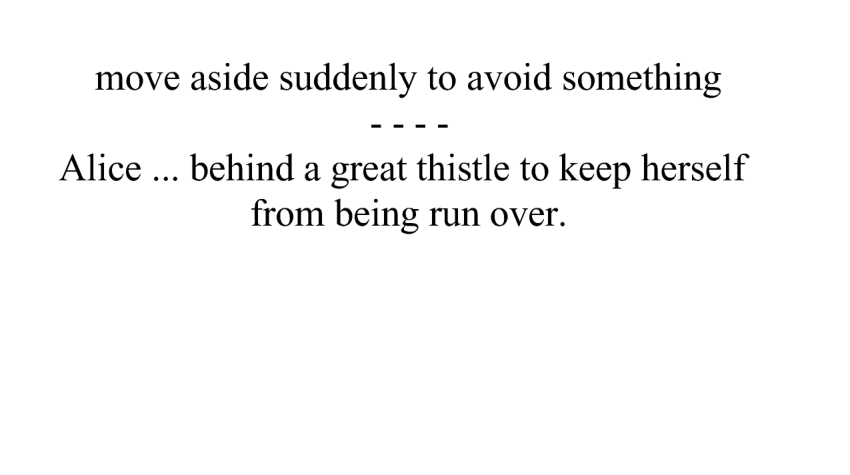 move aside suddenly to avoid something
- - - -
Alice ... behind a great thistle to keep herself
from being run over.